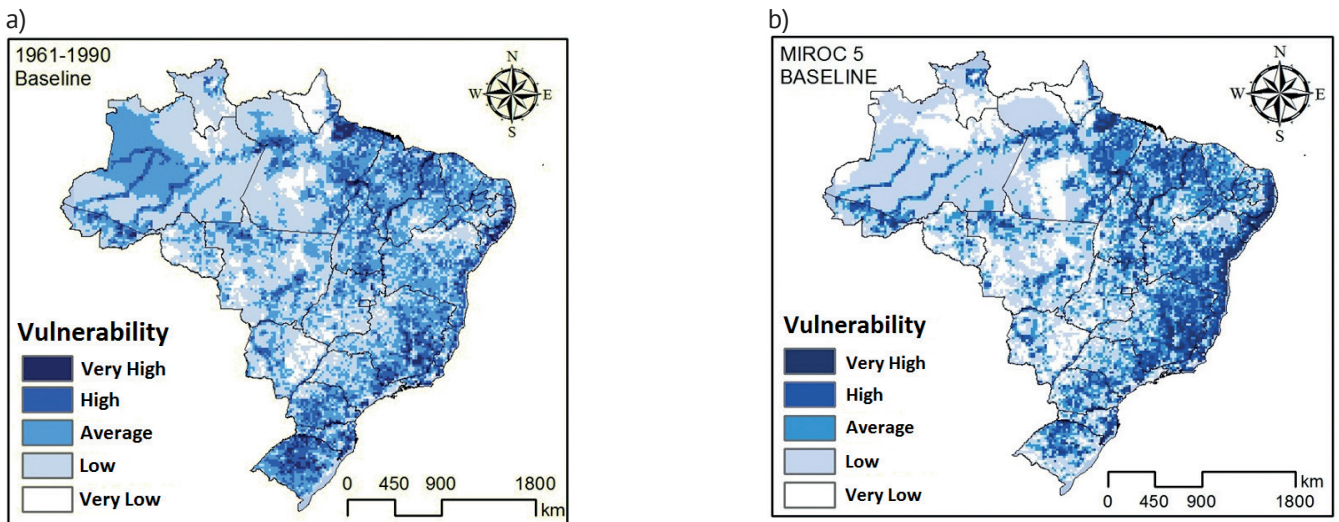 a)
1961-1990
Baseline
N
W E
S
Vulnerability
Very High
High
Average
Low
Very Low
0 450 900 1800
km
b)
MIROC 5
BASELINE
N
W E
S
Vulnerability
Very High
High
Average
Low
Very Low
0 450 900 1800
km